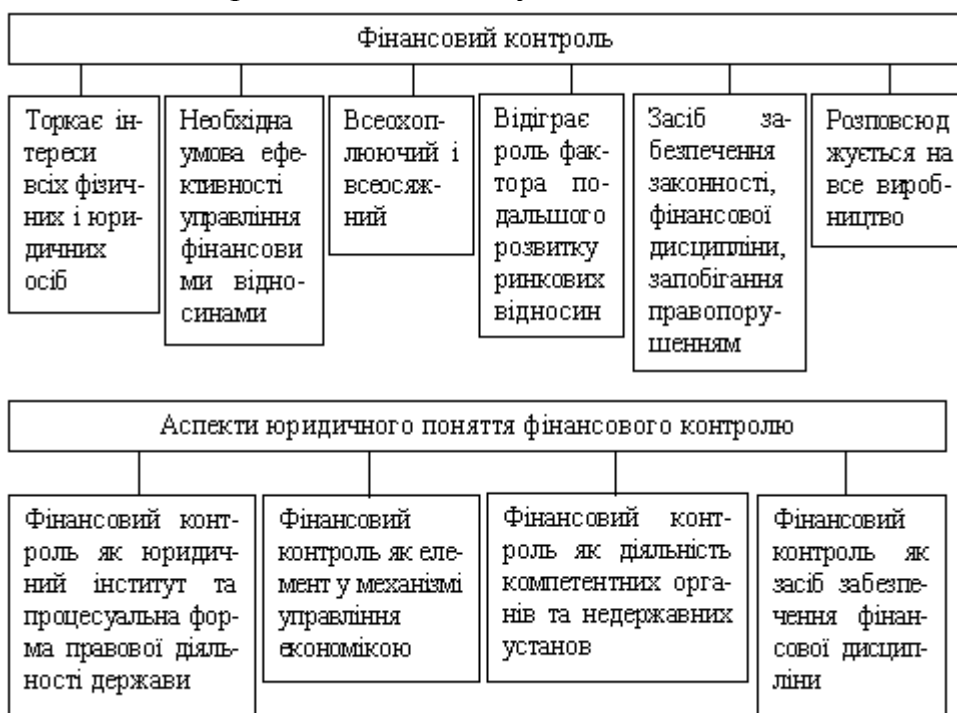 Фінансовий контроль
Торкає ін-
тереси
всіх фізич-
них і юри-
дичних
осіб
Необхідна
умова ефе-
ктивності
управління
фінансови
ми відно-
синами
Всеохоп-
люючий і
всеосяж-
ний
Відіграє
роль фак-
тора по-
дальшого
розвитку
ринкових
відносин
Засіб за-
безпечення
законності,
фінансової
дисципліни,
запобігання
правопору-
шенням
Розповсюд
жується на
все вироб-
ництво
Аспекти юридичного поняття фінансового контролю
Фінансовий конт-
роль як юридич-
ний інститут та
процесуальна фор-
ма правової діяль-
ності держави
Фінансовий
контроль як еле-
мент у механізмі
управління
економікою
Фінансовий конт-
роль як діяльність
компетентних орга-
нів та недержавних
установ
Фінансовий
контроль як
засіб забезпе-
чення фінан-
сової дисцип-
ліни